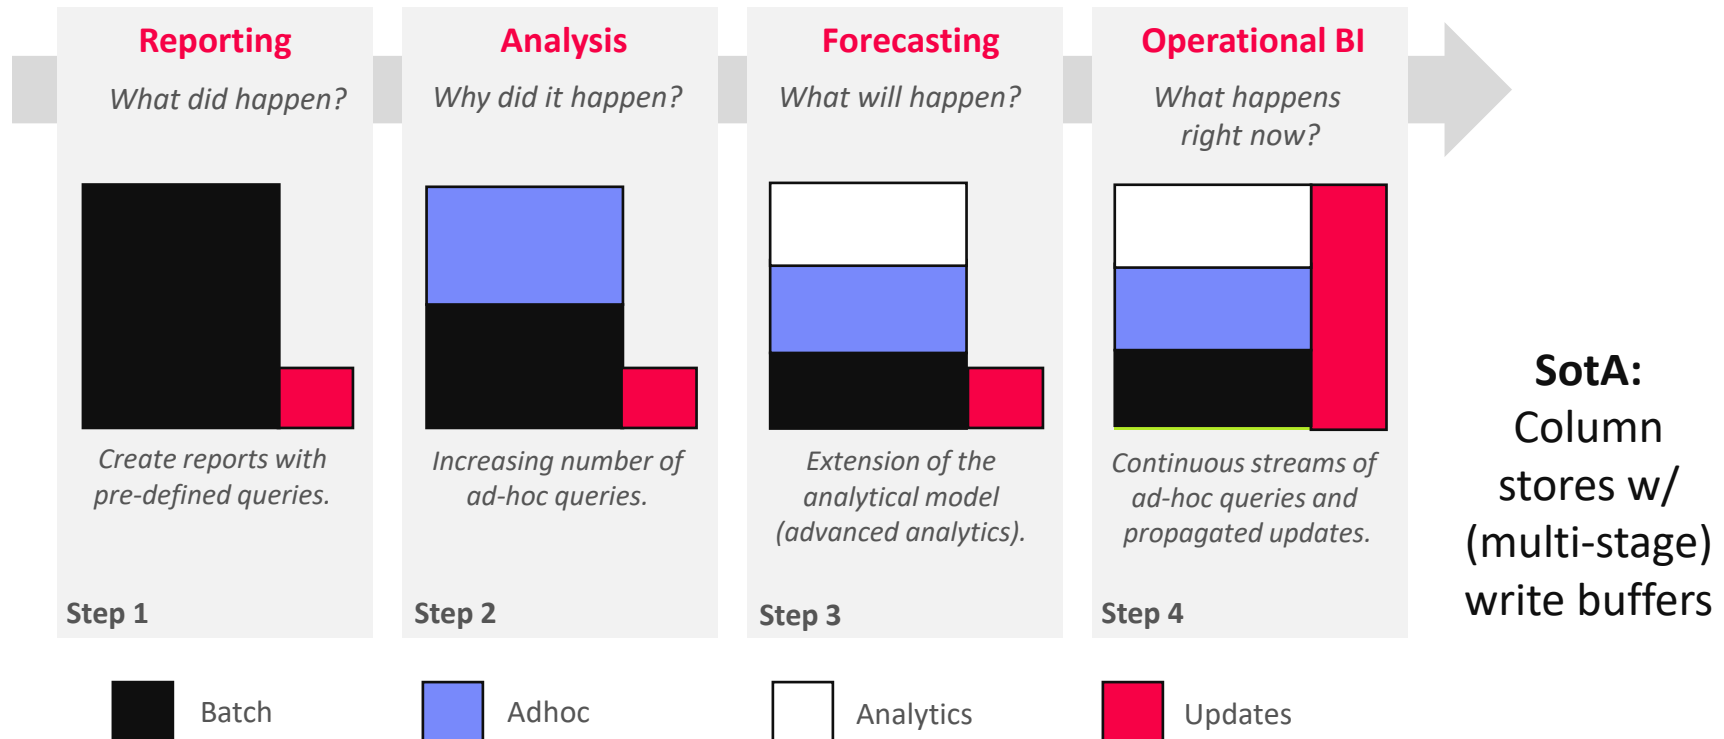 Reporting
What did happen?
Create reports with
pre-defined queries.
Step 1
Analysis
Why did it happen?
Increasing number of
ad-hoc queries.
Step 2
Forecasting
What will happen?
Extension of the
analytical model
(advanced analytics).
Step 3
Operational BI
What happens
right now?
Continuous streams of
ad-hoc queries and
propagated updates.
Step 4
SotA:
Column
stores w/
(multi-stage)
write buffers
Batch
Adhoc
Analytics
Updates